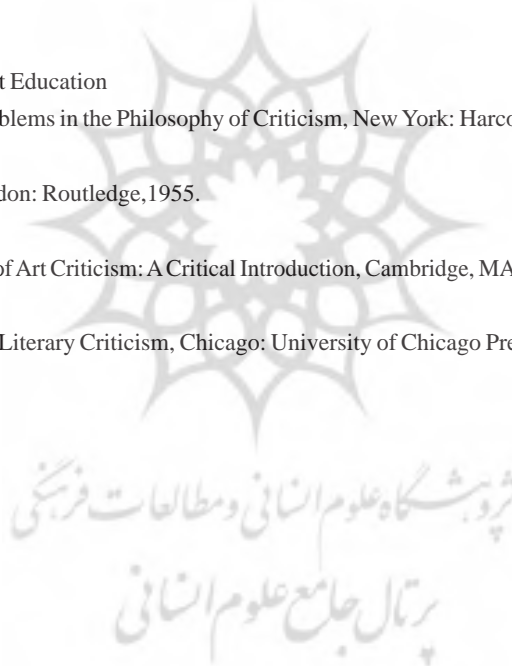 t Education
blems in the Philosophy of Criticism, New York: Harco
don: Routledge,1955.
of Art Criticism: A Critical Introduction, Cambridge, MA
Literary Criticism, Chicago: University of Chicago Pre
پژوهشگاه علوم انسانی و مطالعات فرهنگی
پرتال جامع علوم انسانی